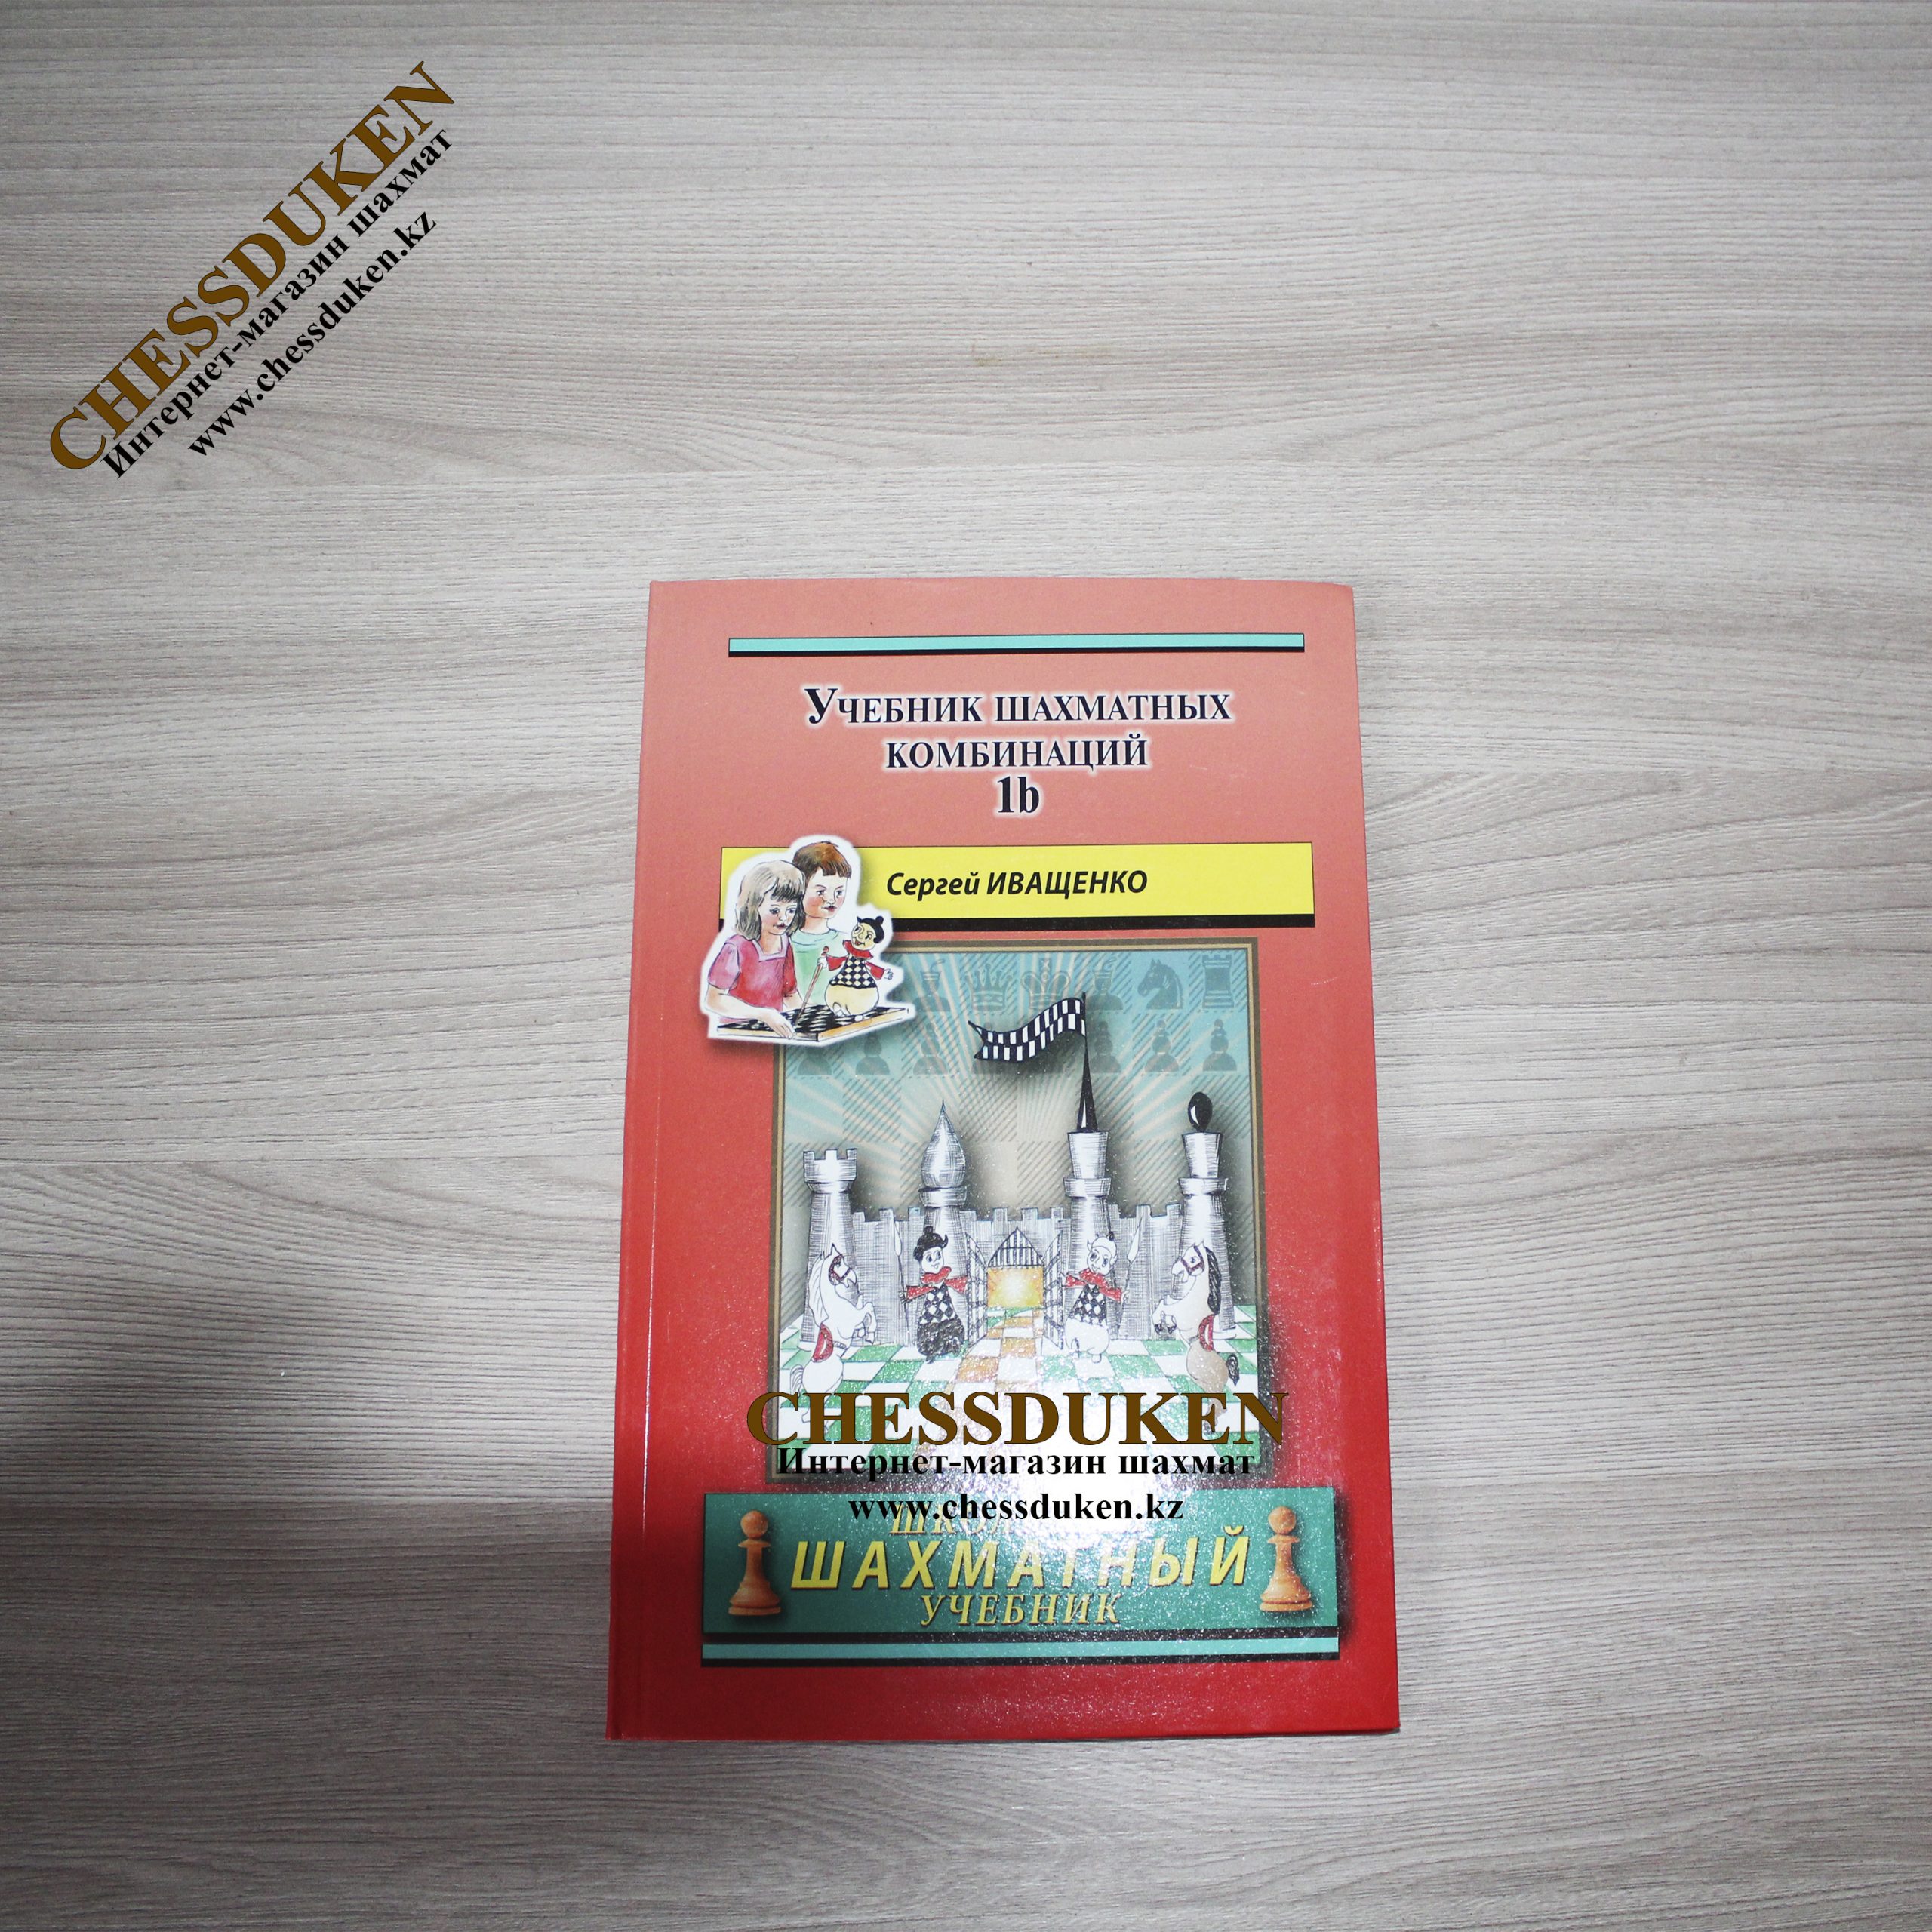 CHESSDUKEN
Интернет-магазин шахмат
www.chessduken.kz
Учебник шахматных
комбинаций
1b
Сергей ИВАЩЕНКО
CHESSDUKEN
Интернет-магазин шахмат
www.chessduken.kz
ШАХМАТНЫЙ
УЧЕБНИК